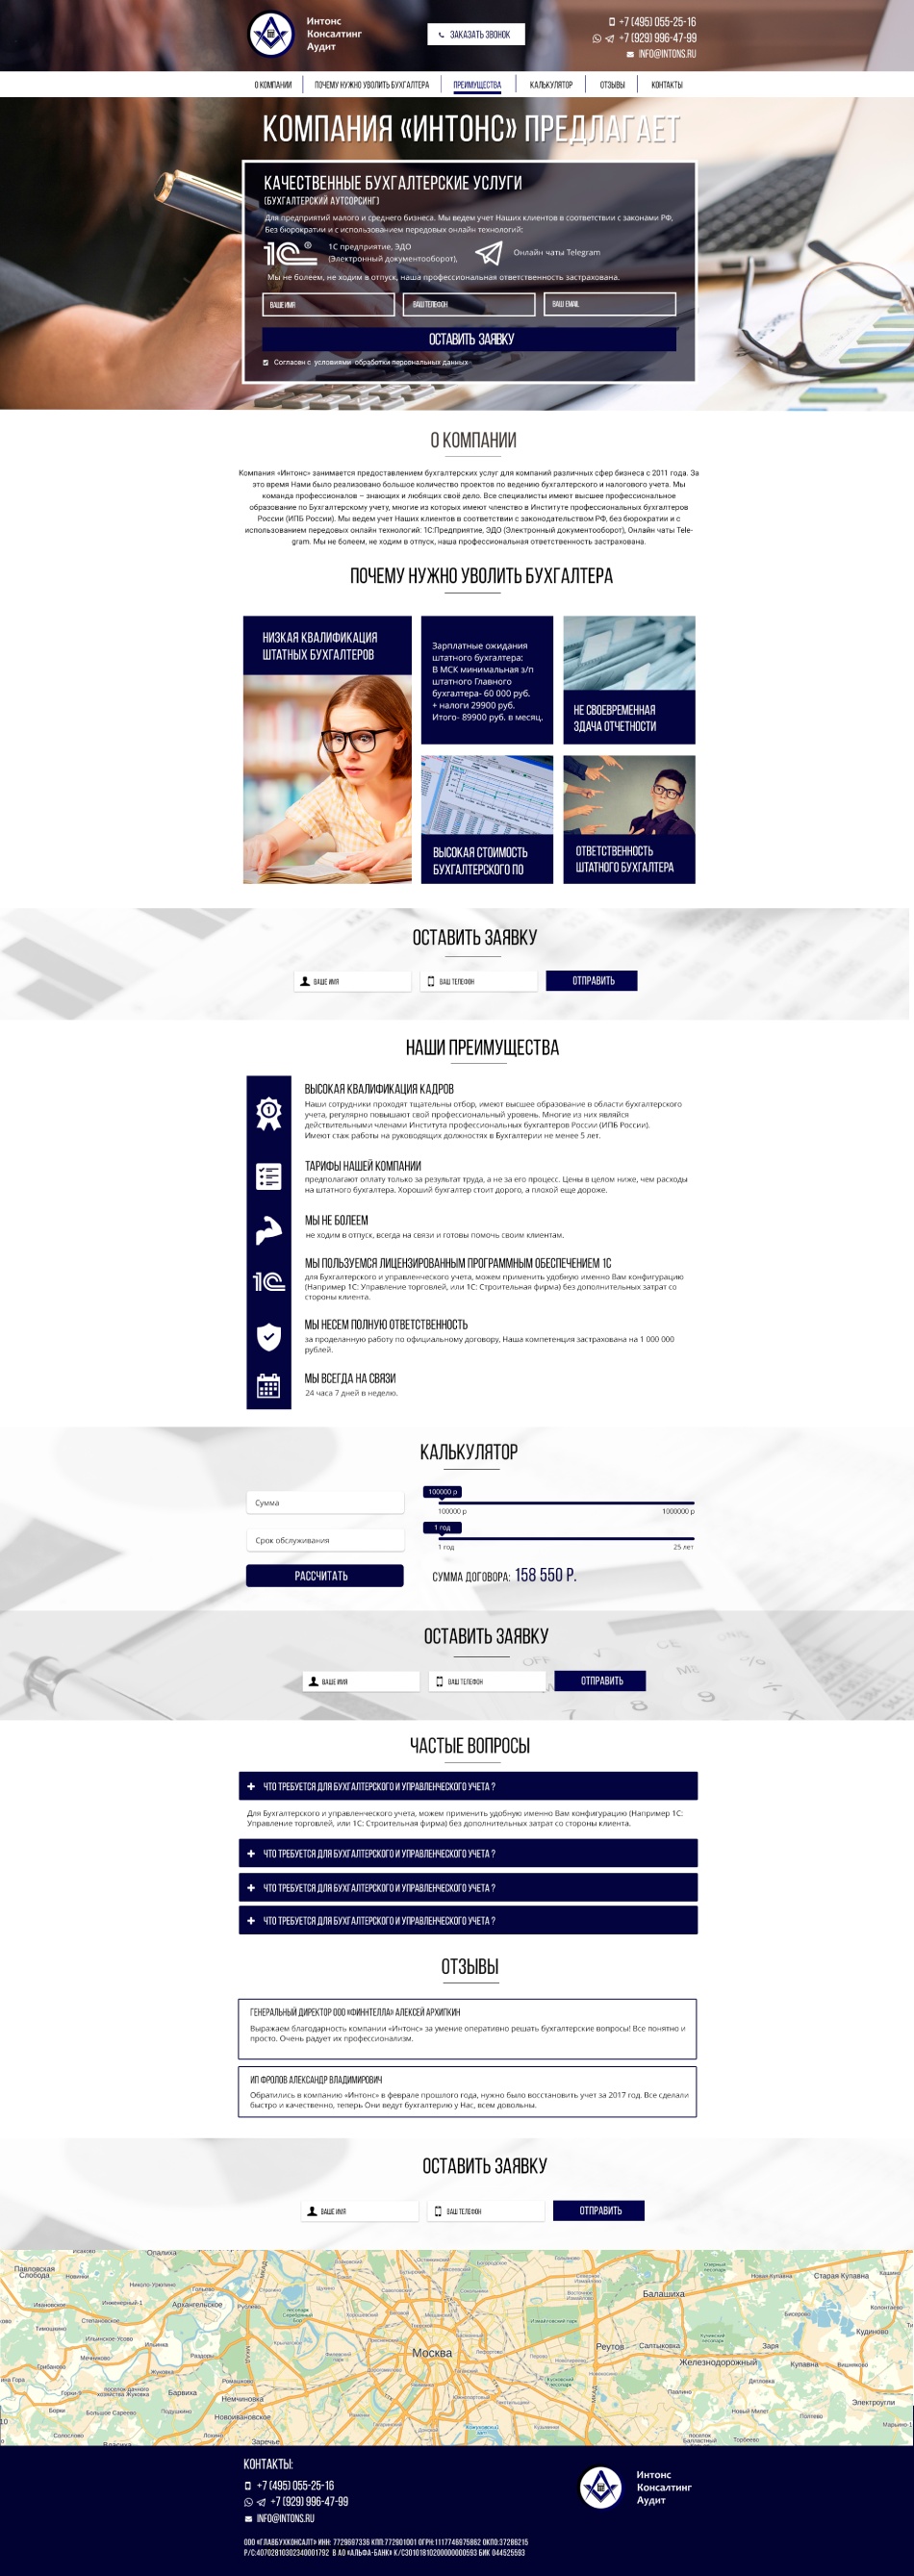 Интонс
Консалтинг
Аудит
ЗАКАЗАТЬ ЗВОНОК
+7 (495) 055-25-16
+7 (929) 996-47-99
INFO@INTONS.RU
О КОМПАНИИ
ПОЧЕМУ НУЖНО УВОЛИТЬ БУХГАЛТЕРА
ПРЕИМУЩЕСТВА
КАЛЬКУЛЯТОР
ОТЗЫВЫ
КОНТАКТЫ
КОМПАНИЯ «ИНТОНС» ПРЕДЛАГАЕТ
КАЧЕСТВЕННЫЕ БУХГАЛТЕРСКИЕ УСЛУГИ
(БУХГАЛТЕРСКИЙ АУТСОРСИНГ)
Для предприятий малого и среднего бизнеса. Мы ведем учет Наших клиентов в соответствии с законами РФ,
Без бюрократии и с использованием передовых онлайн технологий:
1С ®
1С предприятие, ЭДО
(Электронный документооборот),
Онлайн чаты Telegram
Мы не болеем, не ходим в отпуск, наша профессиональная ответственность застрахована.
ВАШЕ ИМЯ
ВАШ ТЕЛЕФОН
ВАШ EMAIL
ОСТАВИТЬ ЗАЯВКУ
Согласен с условиями обработки персональных данных
О КОМПАНИИ
Компания «Интонс» занимается предоставлением бухгалтерских услуг для компаний различных сфер бизнеса с 2011 года. За
это время Нами было реализовано большое количество проектов по ведению бухгалтерского и налогового учета. Мы
команда профессионалов – знающих и любящих своё дело. Все специалисты имеют высшее профессиональное
образование по Бухгалтерскому учету, многие из которых имеют членство в Институте профессиональных бухгалтеров
России (ИПБ России). Мы ведем учет Наших клиентов в соответствии с законодательством РФ, без бюрократии и с
использованием передовых онлайн технологий: 1С:Предприятие, ЭДО (Электронный документооборот), Онлайн чаты Tele-
gram. Мы не болеем, не ходим в отпуск, наша профессиональная ответственность застрахована.
ПОЧЕМУ НУЖНО УВОЛИТЬ БУХГАЛТЕРА
НИЗКАЯ КВАЛИФИКАЦИЯ
ШТАТНЫХ БУХГАЛТЕРОВ
Зарплатные ожидания
штатного бухгалтера:
В МСК минимальная з/п
штатного Главного
бухгалтера- 60 000 руб.
+ налоги 29900 руб.
Итого- 89900 руб. в месяц.
НЕ СВОЕВРЕМЕННАЯ
ЗДАЧА ОТЧЕТНОСТИ
ВЫСОКАЯ СТОИМОСТЬ
БУХГАЛТЕРСКОГО ПО
ОТВЕТСТВЕННОСТЬ
ШТАТНОГО БУХГАЛТЕРА
ОСТАВИТЬ ЗАЯВКУ
ВАШЕ ИМЯ
ВАШ ТЕЛЕФОН
ОТПРАВИТЬ
НАШИ ПРЕИМУЩЕСТВА
1
ВЫСОКАЯ КВАЛИФИКАЦИЯ КАДРОВ
Наши сотрудники проходят тщательны отбор, имеют высшее образование в области бухгалтерского
учета, регулярно повышают свой профессиональный уровень. Многие из них являйся
действительными членами Института профессиональных бухгалтеров России (ИПБ России).
Имеют стаж работы на руководящих должностях в Бухгалтерии не менее 5 лет.
ТАРИФЫ НАШЕЙ КОМПАНИИ
предполагают оплату только за результат труда, а не за его процесс. Цены в целом ниже, чем расходы
на штатного бухгалтера. Хороший бухгалтер стоит дорого, а плохой еще дороже.
МЫ НЕ БОЛЕЕМ
не ходим в отпуск, всегда на связи и готовы помочь своим клиентам.
1С
МЫ ПОЛЬЗУЕМСЯ ЛИЦЕНЗИРОВАННЫМ ПРОГРАММНЫМ ОБЕСПЕЧЕНИЕМ 1С
для Бухгалтерского и управленческого учета, можем применить удобную именно Вам конфигурацию
(Например 1С: Управление торговлей, или 1С: Строительная фирма) без дополнительных затрат со
стороны клиента.
МЫ НЕСЕМ ПОЛНУЮ ОТВЕТСТВЕННОСТЬ
за проделанную работу по официальному договору, Наша компетенция застрахована на 1 000 000
рублей.
МЫ ВСЕГДА НА СВЯЗИ
24 часа 7 дней в неделю.
КАЛЬКУЛЯТОР
Сумма
100000 р
100000 р
1000000 р
Срок обслуживания
1 год
1 год
25 лет
РАССЧИТАТЬ
СУММА ДОГОВОРА: 158 550 Р.
ОСТАВИТЬ ЗАЯВКУ
ВАШЕ ИМЯ
ВАШ ТЕЛЕФОН
ОТПРАВИТЬ
ЧАСТЫЕ ВОПРОСЫ
ЧТО ТРЕБУЕТСЯ ДЛЯ БУХГАЛТЕРСКОГО И УПРАВЛЕНЧЕСКОГО УЧЕТА ?
Для Бухгалтерского и управленческого учета, можем применить удобную именно Вам конфигурацию (Например 1С:
Управление торговлей, или 1С: Строительная фирма) без дополнительных затрат со стороны клиента.
ЧТО ТРЕБУЕТСЯ ДЛЯ БУХГАЛТЕРСКОГО И УПРАВЛЕНЧЕСКОГО УЧЕТА ?
ЧТО ТРЕБУЕТСЯ ДЛЯ БУХГАЛТЕРСКОГО И УПРАВЛЕНЧЕСКОГО УЧЕТА ?
ЧТО ТРЕБУЕТСЯ ДЛЯ БУХГАЛТЕРСКОГО И УПРАВЛЕНЧЕСКОГО УЧЕТА ?
ОТЗЫВЫ
ГЕНЕРАЛЬНЫЙ ДИРЕКТОР ООО «ФИННТЕЛЛА» АЛЕКСЕЙ АРХИПКИН
Выражаем благодарность компании «Интонс» за умение оперативно решать бухгалтерские вопросы! Все понятно и
просто. Очень радует их профессионализм.
ИП ФРОЛОВ АЛЕКСАНДР ВЛАДИМИРОВИЧ
Обратились в компанию «Интонс» в феврале прошлого года, нужно было восстановить учет за 2017 год. Все сделали
быстро и качественно, теперь Они ведут бухгалтерию у Нас, всем довольны.
ОСТАВИТЬ ЗАЯВКУ
ВАШЕ ИМЯ
ВАШ ТЕЛЕФОН
ОТПРАВИТЬ
Павловская
Слобода
Архангельское
Балашиха
Старая Купавна
Москва
Реутов
Салтыковка
Заря
Железнодорожный
Купавна
Кудиново
Барвиха
Немчиновка
Новоивановское
Заречье
Электроугли
КОНТАКТЫ:
+7 (495) 055-25-16
+7 (929) 996-47-99
INFO@INTONS.RU
Интонс
Консалтинг
Аудит
ООО «ГЛАВБУХКОНСАЛТ» ИНН: 7729697336 КПП:772901001 ОГРН:1117746975862 ОКПО:37286215
Р/С:40702810302340001792 В АО «АЛЬФА-БАНК» К/С30101810200000000593 БИК 044525593